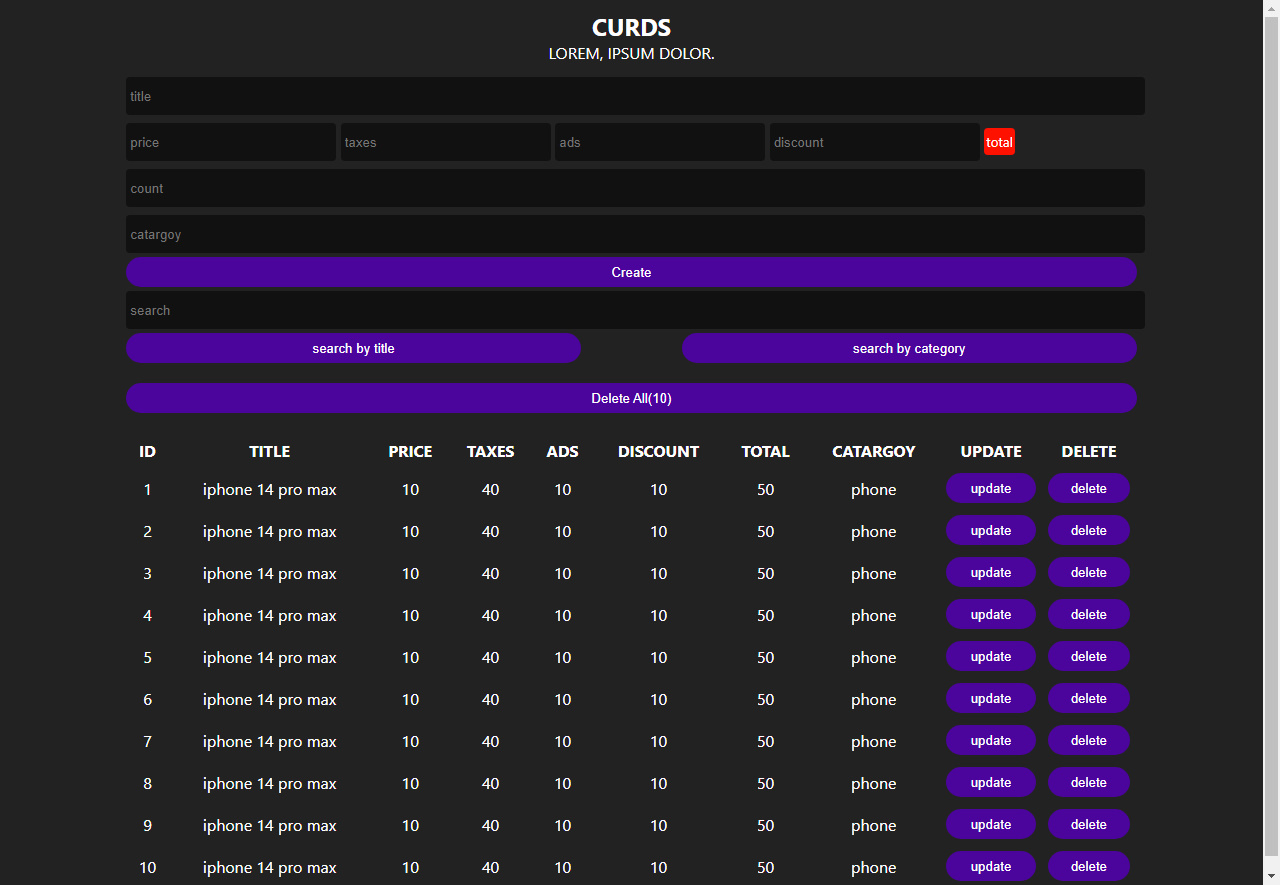 CURDS
LOREM, IPSUM DOLOR.
title
price taxes ads discount total
count
catargoy
Create
search
search by title search by category
Delete All(10)
ID TITLE PRICE TAXES ADS DISCOUNT TOTAL CATARGOY UPDATE DELETE
1 iphone 14 pro max 10 40 10 10 50 phone update delete
2 iphone 14 pro max 10 40 10 10 50 phone update delete
3 iphone 14 pro max 10 40 10 10 50 phone update delete
4 iphone 14 pro max 10 40 10 10 50 phone update delete
5 iphone 14 pro max 10 40 10 10 50 phone update delete
6 iphone 14 pro max 10 40 10 10 50 phone update delete
7 iphone 14 pro max 10 40 10 10 50 phone update delete
8 iphone 14 pro max 10 40 10 10 50 phone update delete
9 iphone 14 pro max 10 40 10 10 50 phone update delete
10 iphone 14 pro max 10 40 10 10 50 phone update delete